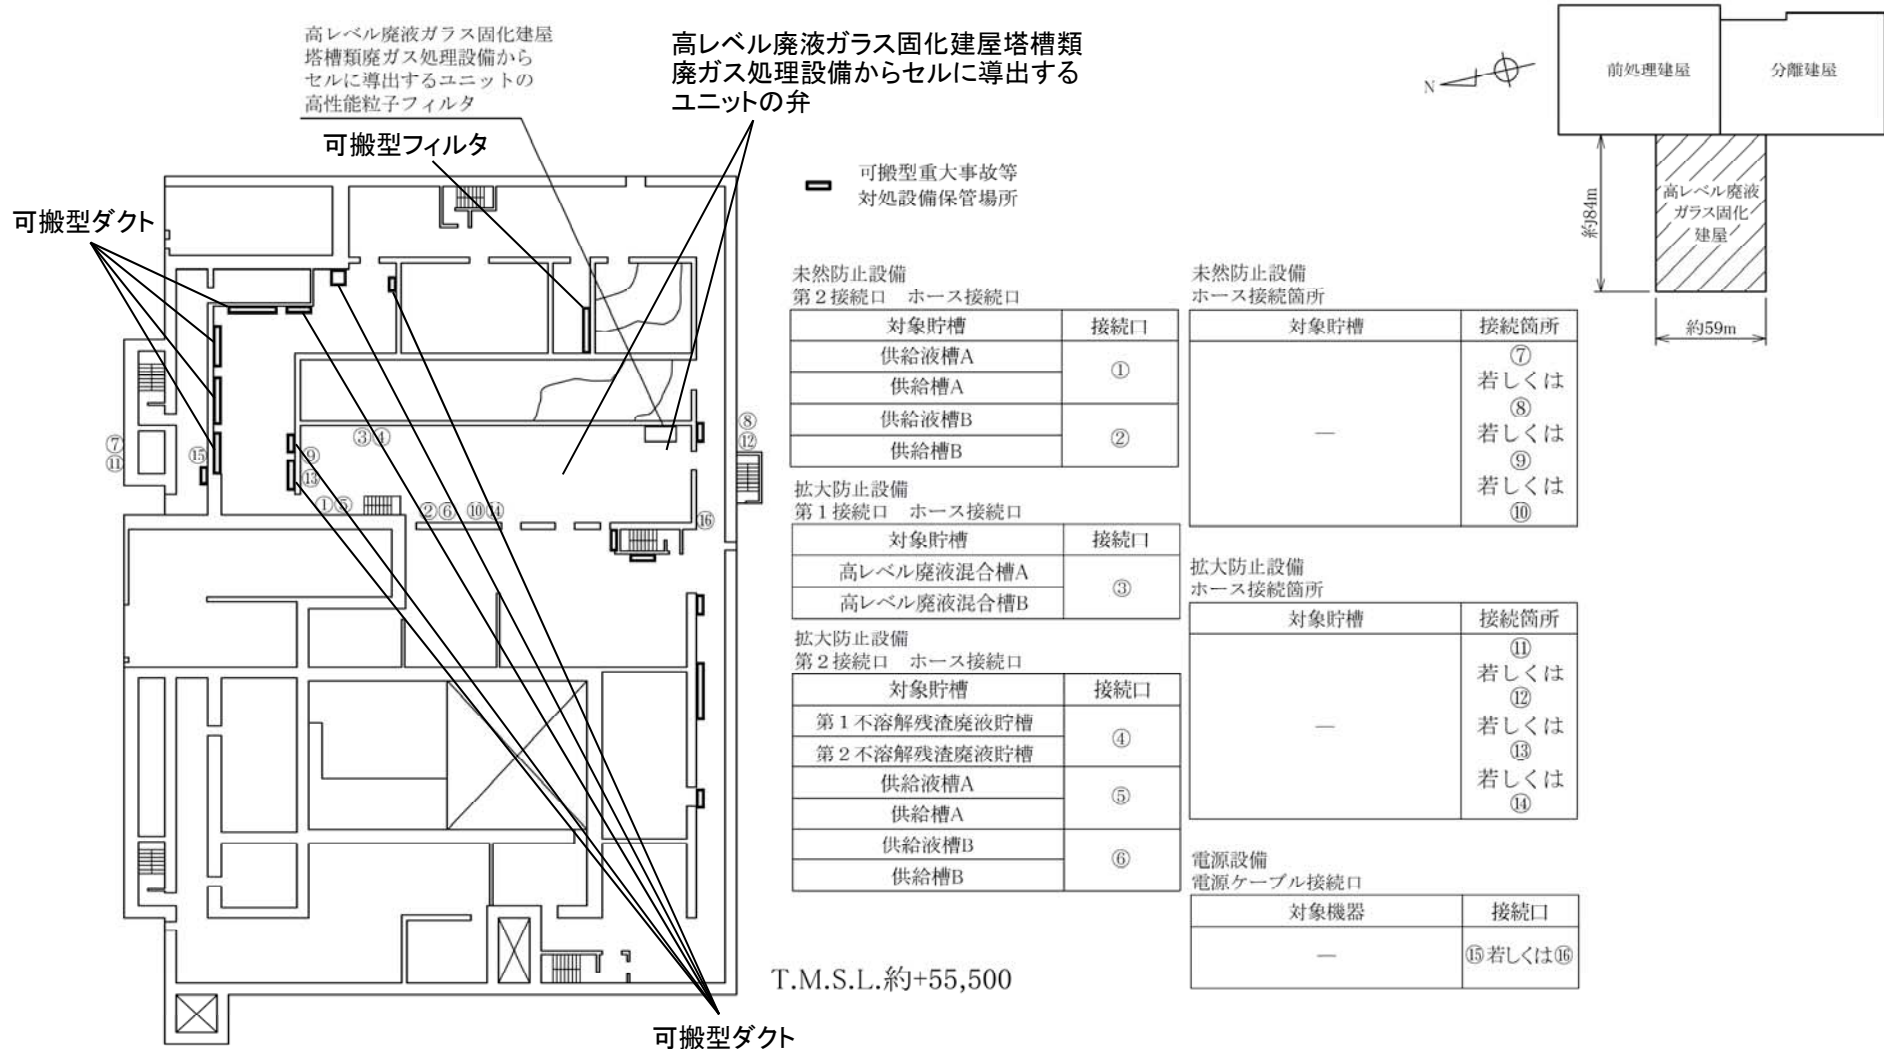 高レベル廃液ガラス固化建屋
塔槽類廃ガス処理設備から
セルに導出するユニットの
高性能粒子フィルタ
高レベル廃液ガラス固化建屋塔槽類
廃ガス処理設備からセルに導出する
ユニットの弁
可搬型フィルタ
可搬型ダクト
可搬型重大事故等
対処設備保管場所
N
前処理建屋
分離建屋
約84m
高レベル廃液
ガラス固化
建屋
約59m
⑦
⑪
⑮
③④
⑨
⑬
①⑤
②⑥
⑩⑭
⑧
⑫
⑯
未然防止設備
第2接続口 ホース接続口
対象貯槽 接続口
供給液槽A
①
供給槽A
供給液槽B
②
供給槽B
拡大防止設備
第1接続口 ホース接続口
対象貯槽 接続口
高レベル廃液混合槽A
③
高レベル廃液混合槽B
拡大防止設備
第2接続口 ホース接続口
対象貯槽 接続口
第1不溶解残渣廃液貯槽
④
第2不溶解残渣廃液貯槽
供給液槽A
⑤
供給槽A
供給液槽B
⑥
供給槽B
未然防止設備
ホース接続箇所
対象貯槽 接続箇所
⑦
若しくは
⑧
若しくは
― ⑨
若しくは
⑩
拡大防止設備
ホース接続箇所
対象貯槽 接続箇所
⑪
若しくは
⑫
― 若しくは
⑬
若しくは
⑭
電源設備
電源ケーブル接続口
対象機器 接続口
― ⑮若しくは⑯
T.M.S.L.約+55,500
可搬型ダクト